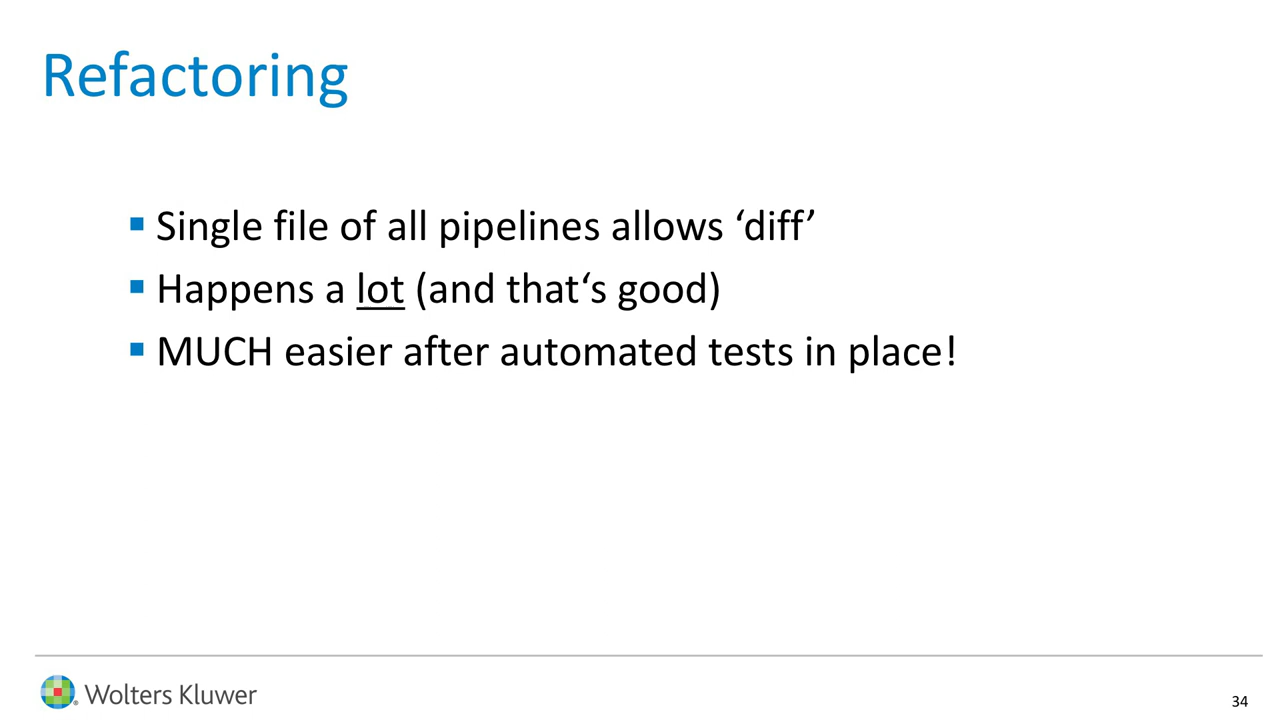 Refactoring
▪ Single file of all pipelines allows ‘diff’
▪ Happens a lot (and that‘s good)
▪ MUCH easier after automated tests in place!
Wolters Kluwer
34